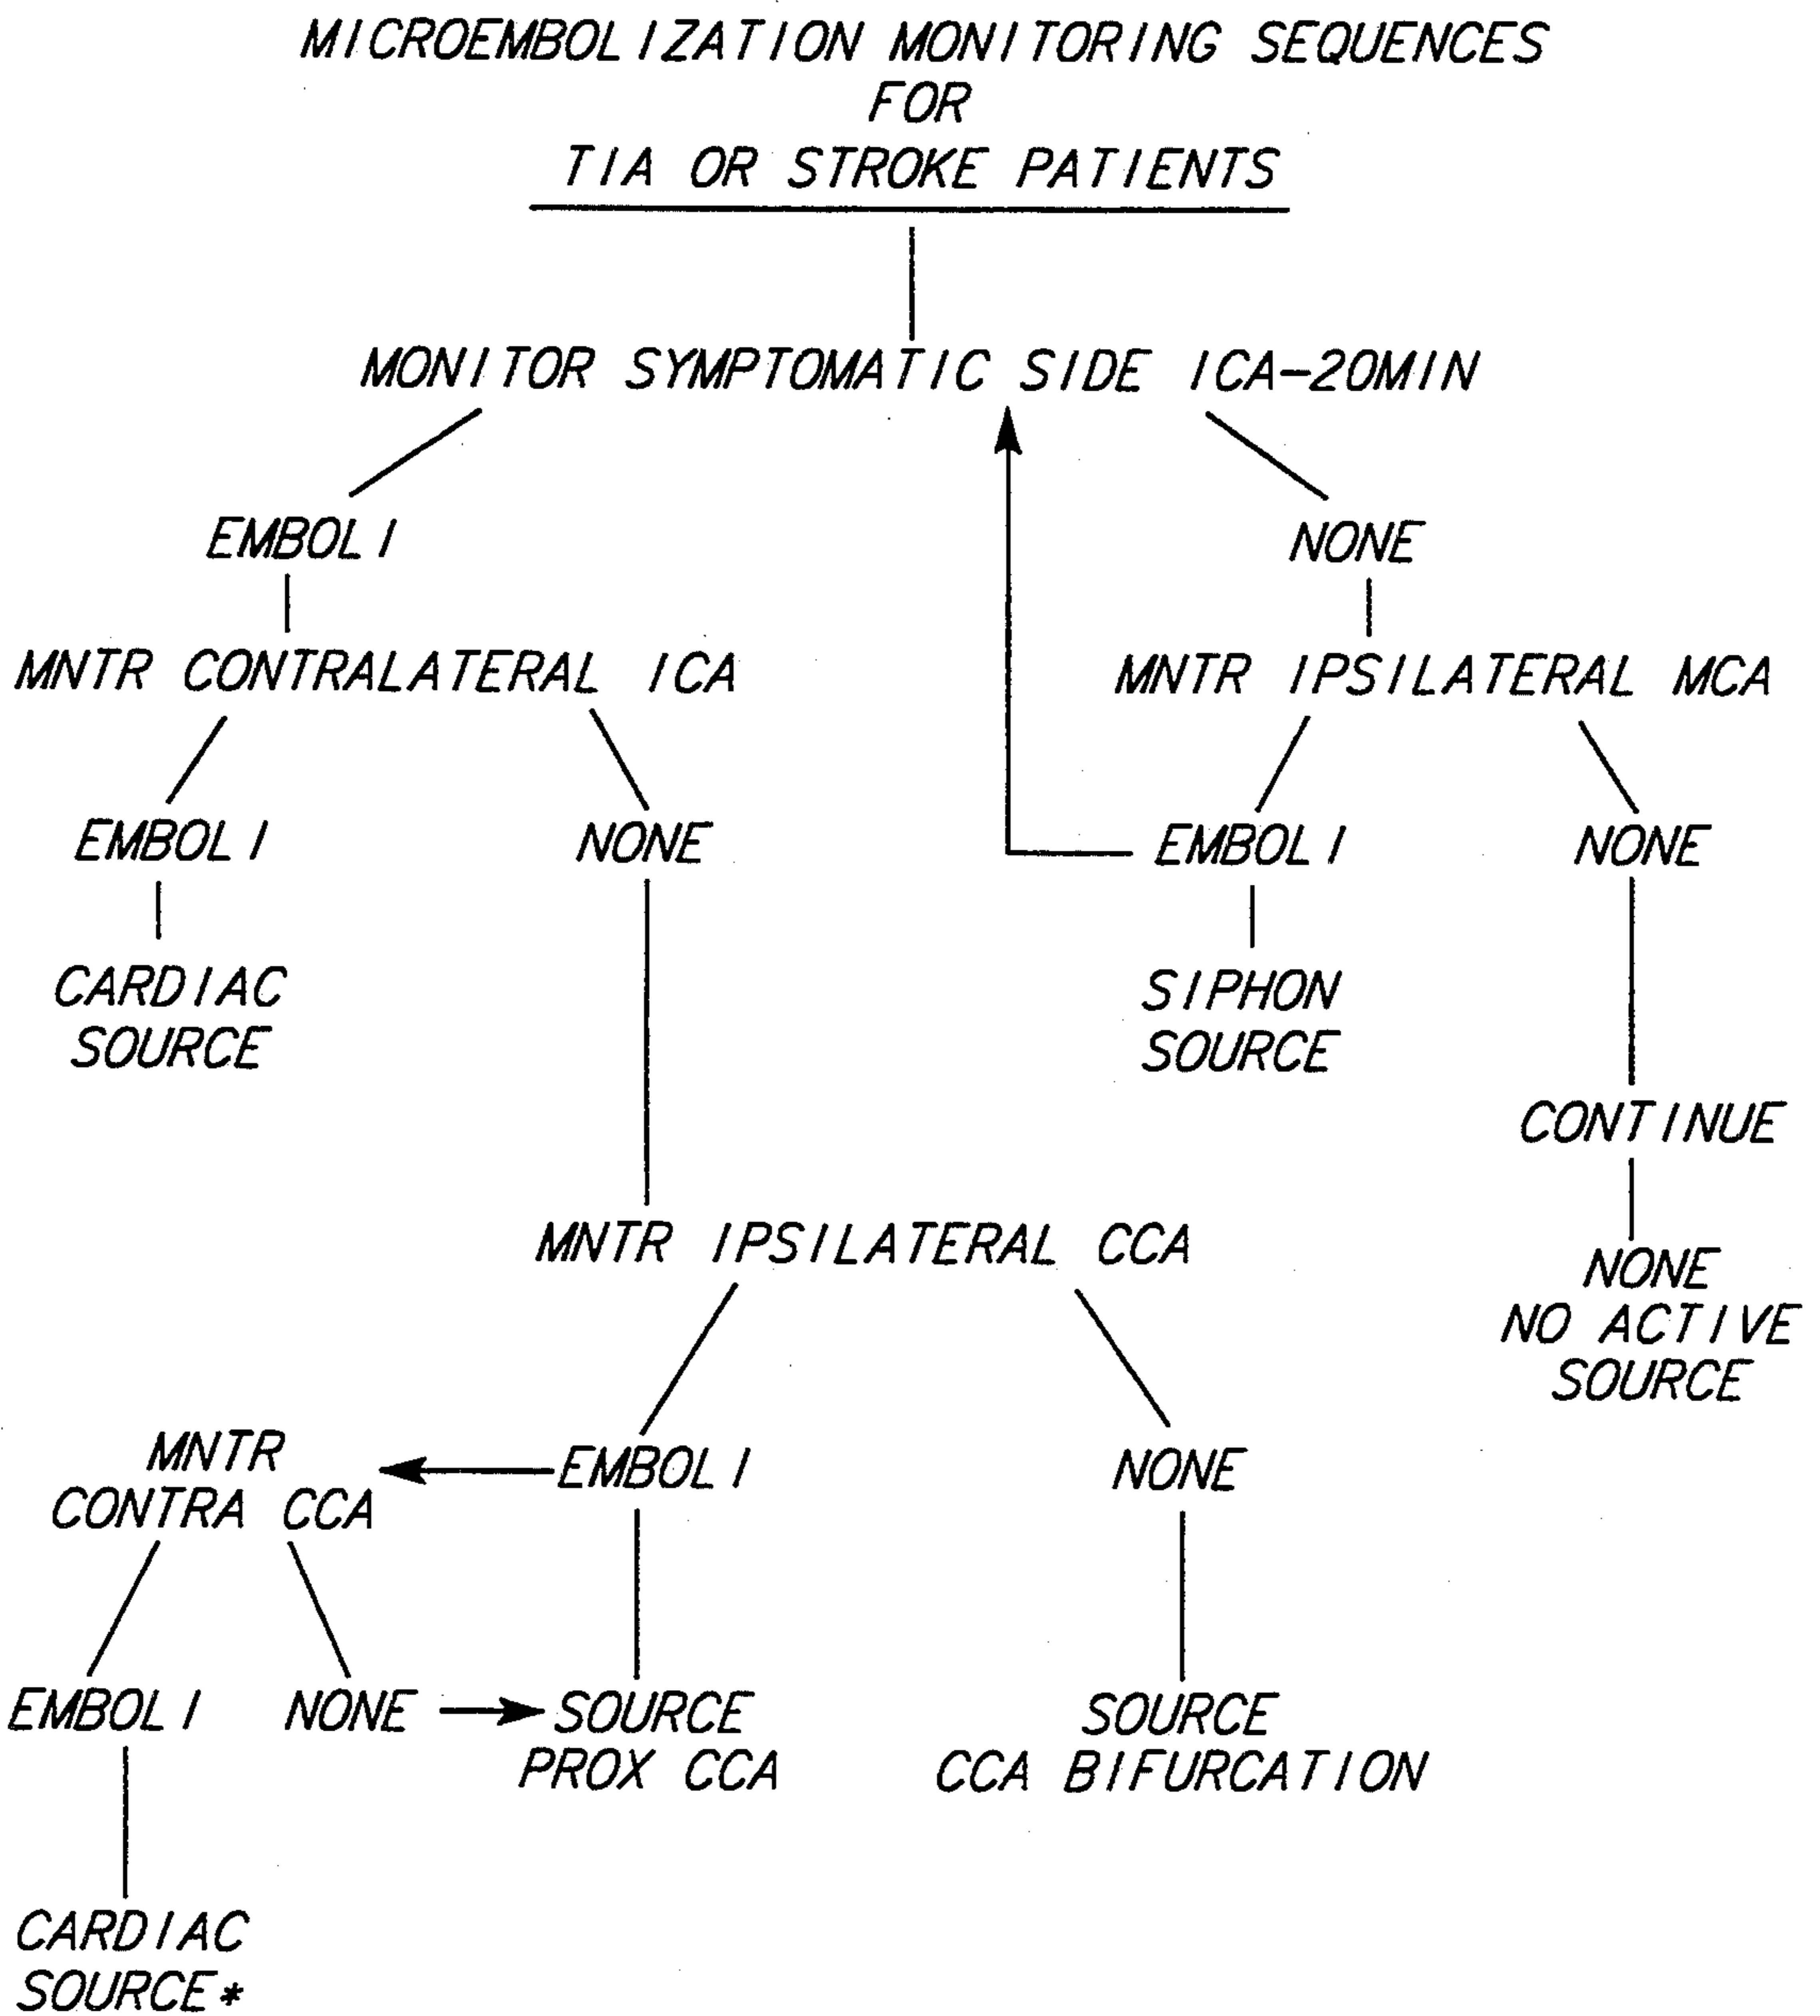 MICROEMBOLIZATION MONITORING SEQUENCES
FOR
TIA OR STROKE PATIENTS
MONITOR SYMPTOMATIC SIDE ICA-20MIN
EMBOLI
NONE
MNTR CONTRALATERAL ICA
MNTR IPSILATERAL MCA
EMBOLI
NONE
EMBOLI
NONE
CARDIAC
SOURCE
SIPHON
SOURCE
CONTINUE
MNTR IPSILATERAL CCA
NONE
NO ACTIVE
SOURCE
MNTR
CONTRA CCA
EMBOLI
NONE
EMBOLI
NONE
SOURCE
PROX CCA
SOURCE
CCA BIFURCATION
CARDIAC
SOURCE*